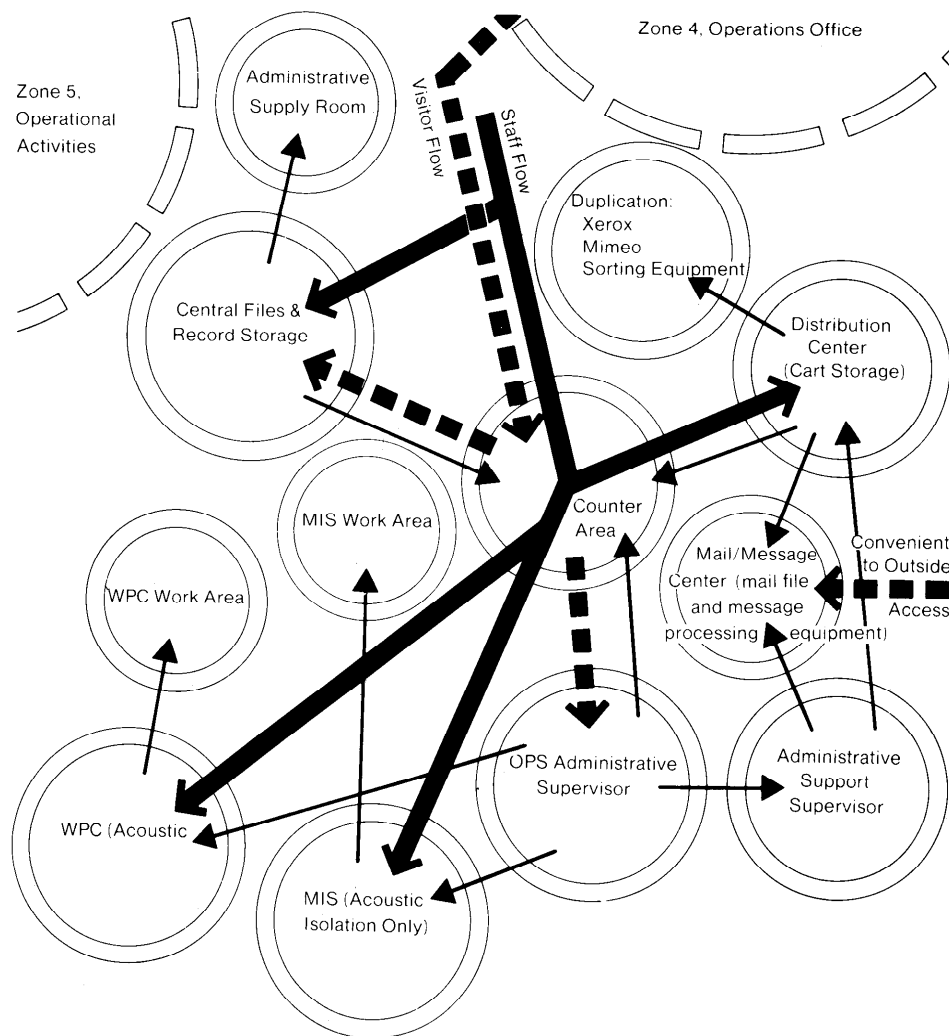 Zone 4, Operations Office
Zone 5,
Operational
Activities
Administrative
Supply Room
Visitor Flow
Staff Flow
Duplication:
Xerox
Mimeo
Sorting Equipment
Central Files &
Record Storage
Distribution
Center
(Cart Storage)
MIS Work Area
Counter
Area
Mail/Message
Center (mail file
and message
processing equipment)
Convenient
to Outside
Access
WPC Work Area
OPS Administrative
Supervisor
Administrative
Support
Supervisor
WPC (Acoustic
MIS (Acoustic
Isolation Only)